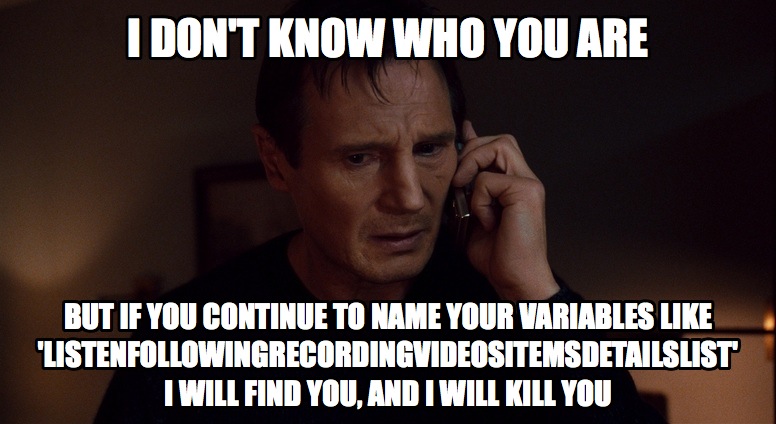 I DON'T KNOW WHO YOU ARE
BUT IF YOU CONTINUE TO NAME YOUR VARIABLES LIKE
'LISTENFOLLOWINGRECORDINGVIDEOSITEMSDETAILSLIST'
I WILL FIND YOU, AND I WILL KILL YOU